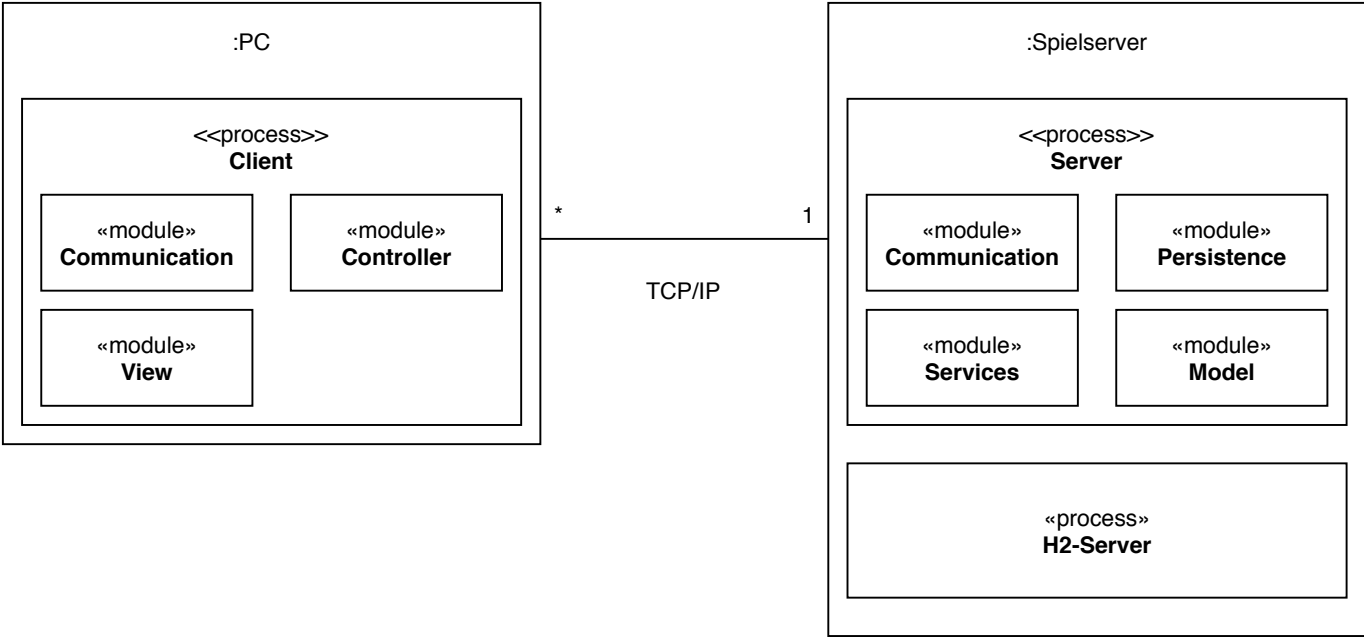 :PC
<<process>>
Client
«module»
Communication
«module»
Controller
«module»
View
*
1
TCP/IP
:Spielserver
<<process>>
Server
«module»
Communication
«module»
Persistence
«module»
Services
«module»
Model
«process»
H2-Server